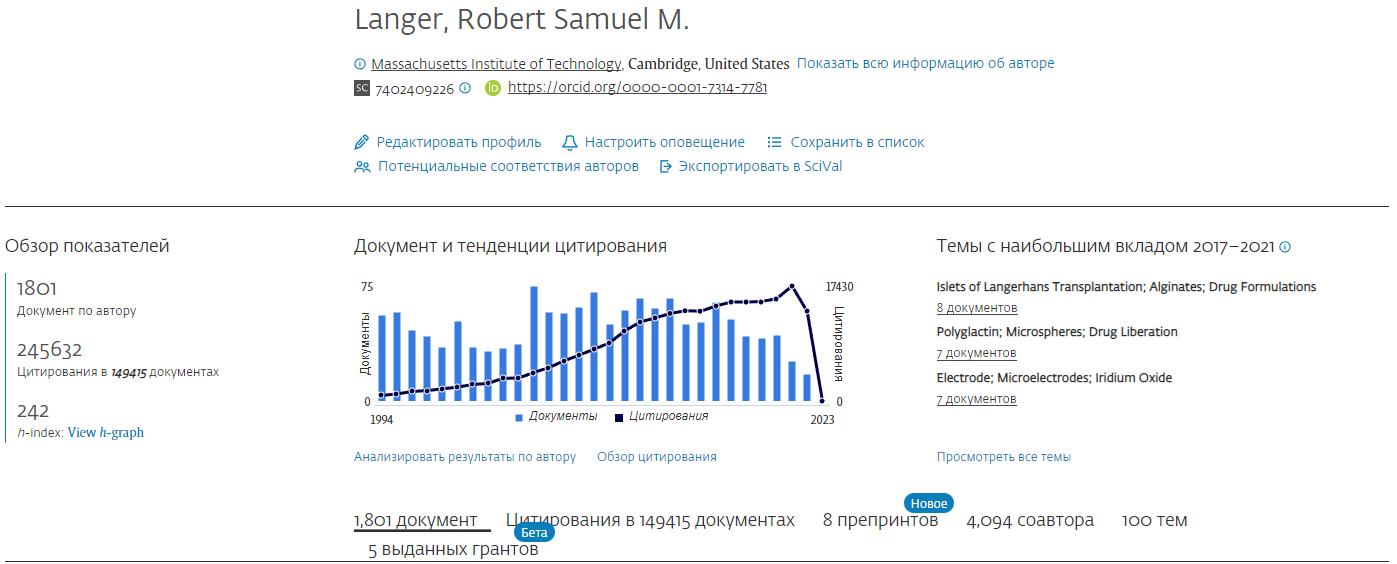 Langer, Robert Samuel M.
Massachusetts Institute of Technology, Cambridge, United States Показать всю информацию об авторе
SC 7402409226 iD https://orcid.org/0000-0001-7314-7781
Редактировать профиль Настроить оповещение Сохранить в список
Потенциальные соответствия авторов Экспортировать в SciVal
Обзор показателей
1801
Документ по автору
245632
Цитирования в 149415 документах
242
h-index: View h-graph
Документ и тенденции цитирования
75
17430
Документы
Цитирования
0
0
1994
2023
Документы Цитирования
Анализировать результаты по автору Обзор цитирования
Темы с наибольшим вкладом 2017–2021
Islets of Langerhans Transplantation; Alginates; Drug Formulations
8 документов
Polyglactin; Microspheres; Drug Liberation
7 документов
Electrode; Microelectrodes; Iridium Oxide
7 документов
Просмотреть все темы
Новое
1,801 документ Цитирования в 149415 документах 8 препринтов 4,094 соавтора 100 тем
Бета
5 выданных грантов